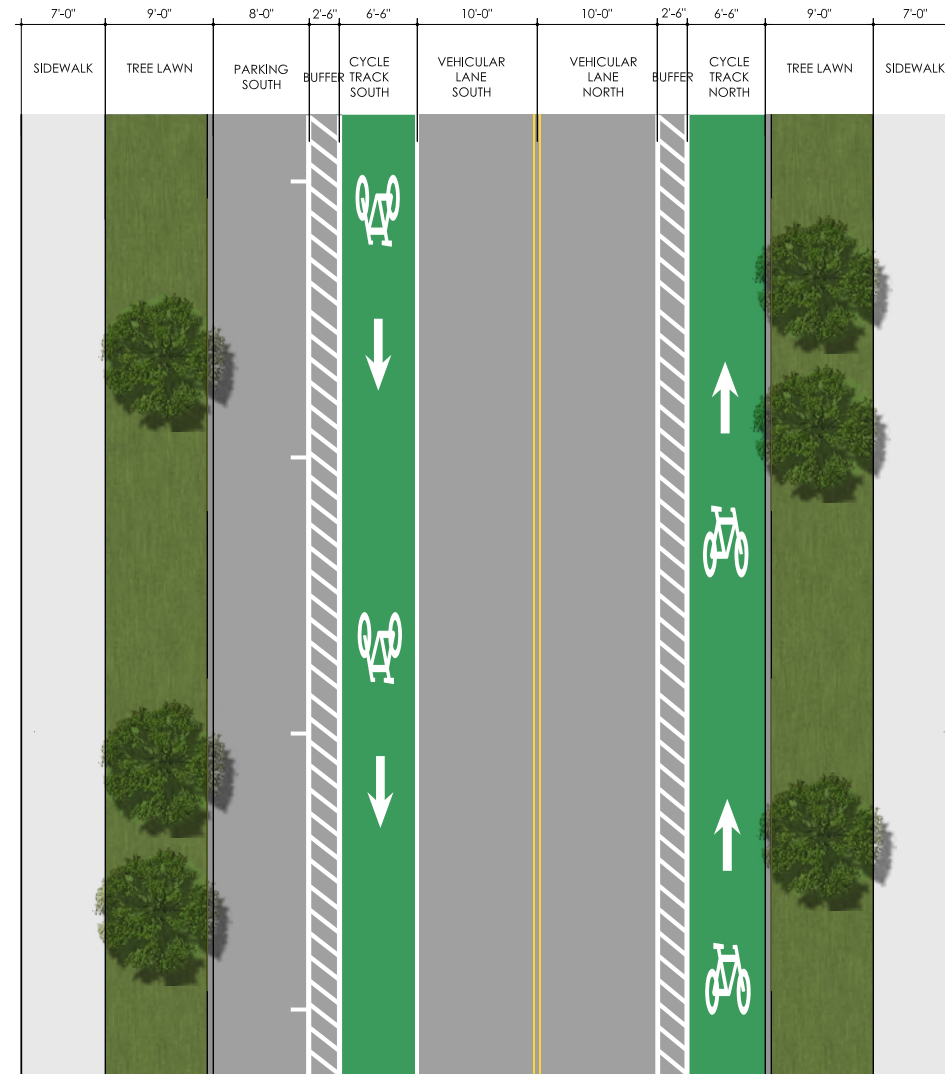 7'-0" 9'-0" 8'-0" 2'-6" 6'-6" 10'-0" 10'-0" 2'-6" 6'-6" 9'-0" 7'-0"
SIDEWALK
TREE LAWN
PARKING
SOUTH
BUFFER
CYCLE
TRACK
SOUTH
VEHICULAR
LANE
SOUTH
VEHICULAR
LANE
NORTH
BUFFER
CYCLE
TRACK
NORTH
TREE LAWN
SIDEWALK